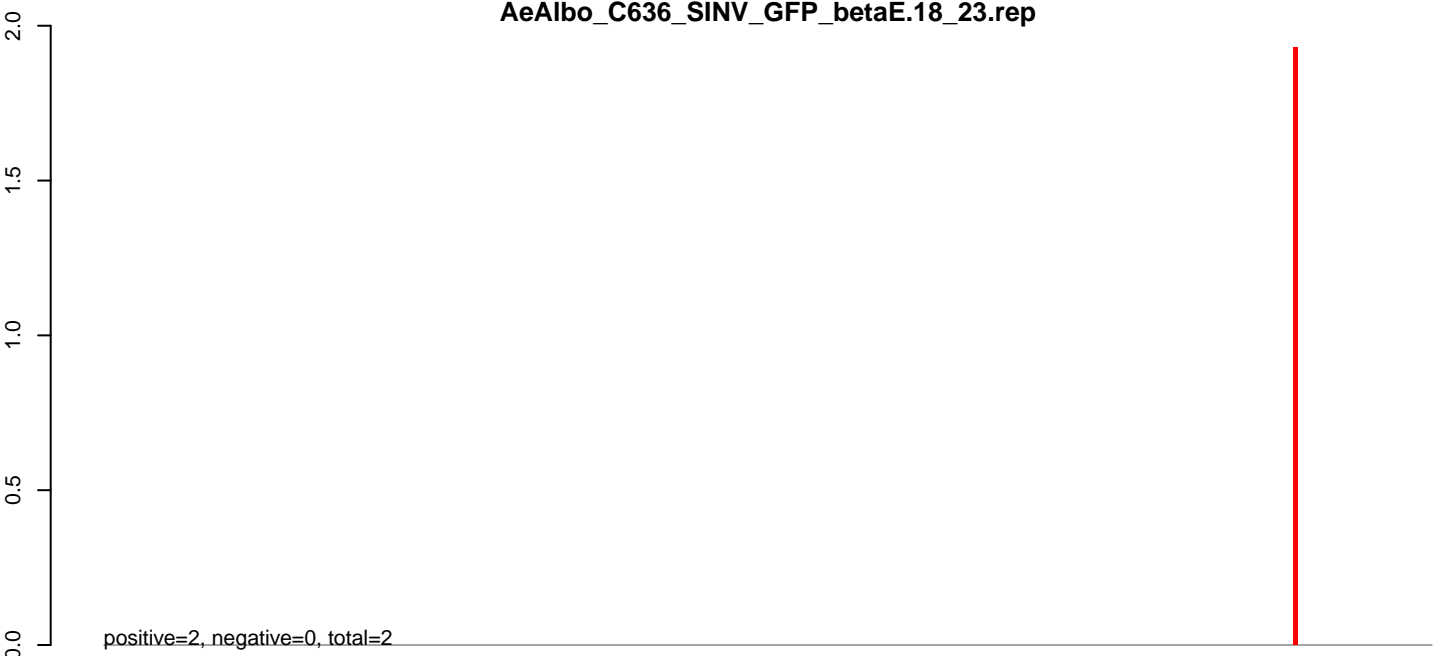 AeAlbo_C636_SINV_GFP_betaE.18_23.rep
2.0
1.5
1.0
0.5
0.0
positive=2, negative=0, total=2